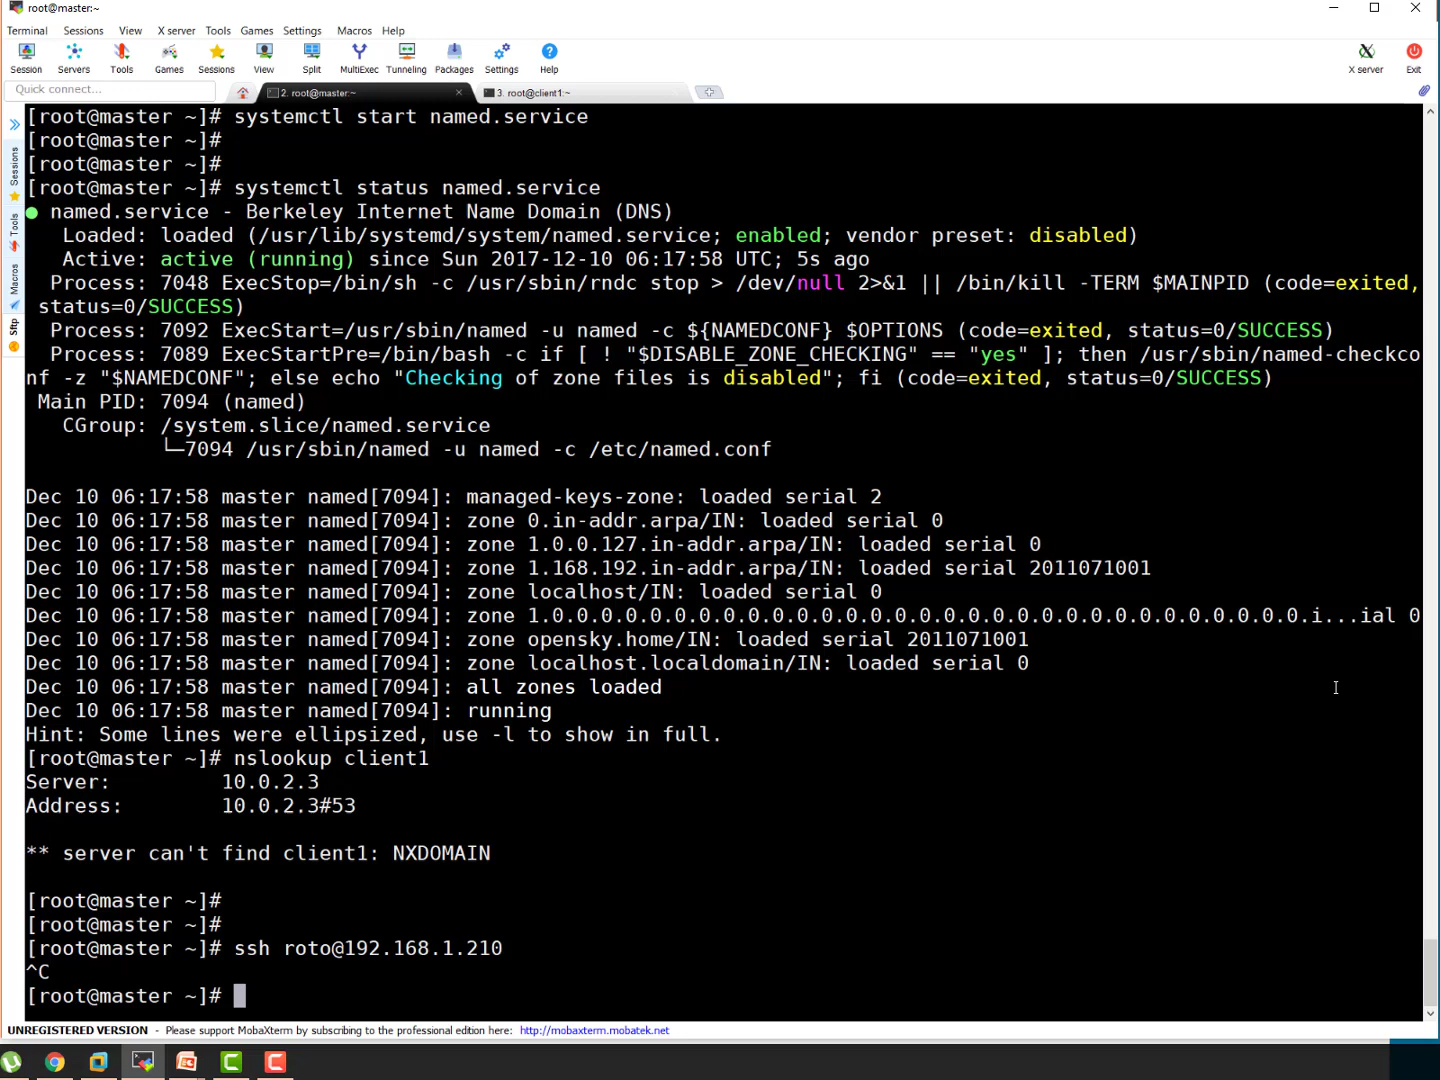 root@master:~
Terminal Sessions View X server Tools Games Settings Macros Help
Session Servers Tools Games Sessions View Split MultiExec Tunneling Packages Settings Help X server Exit
Quick connect...
2. root@master:~
3. root@client1:~
Sessions
Tools
Macros
Sftp
[root@master ~]# systemctl start named.service
[root@master ~]#
[root@master ~]#
[root@master ~]# systemctl status named.service
● named.service - Berkeley Internet Name Domain (DNS)
Loaded: loaded (/usr/lib/systemd/system/named.service; enabled; vendor preset: disabled)
Active: active (running) since Sun 2017-12-10 06:17:58 UTC; 5s ago
Process: 7048 ExecStop=/bin/sh -c /usr/sbin/rndc stop > /dev/null 2>&1 || /bin/kill -TERM $MAINPID (code=exited,
status=0/SUCCESS)
Process: 7092 ExecStart=/usr/sbin/named -u named -c ${NAMEDCONF} $OPTIONS (code=exited, status=0/SUCCESS)
Process: 7089 ExecStartPre=/bin/bash -c if [ ! "$DISABLE_ZONE_CHECKING" == "yes" ]; then /usr/sbin/named-checkco
nf -z "$NAMEDCONF"; else echo "Checking of zone files is disabled"; fi (code=exited, status=0/SUCCESS)
Main PID: 7094 (named)
CGroup: /system.slice/named.service
└─7094 /usr/sbin/named -u named -c /etc/named.conf
Dec 10 06:17:58 master named[7094]: managed-keys-zone: loaded serial 2
Dec 10 06:17:58 master named[7094]: zone 0.in-addr.arpa/IN: loaded serial 0
Dec 10 06:17:58 master named[7094]: zone 1.0.0.127.in-addr.arpa/IN: loaded serial 0
Dec 10 06:17:58 master named[7094]: zone 1.168.192.in-addr.arpa/IN: loaded serial 2011071001
Dec 10 06:17:58 master named[7094]: zone localhost/IN: loaded serial 0
Dec 10 06:17:58 master named[7094]: zone 1.0.0.0.0.0.0.0.0.0.0.0.0.0.0.0.0.0.0.0.0.0.0.0.0.0.0.0.0.0.0.0.i...ial 0
Dec 10 06:17:58 master named[7094]: zone opensky.home/IN: loaded serial 2011071001
Dec 10 06:17:58 master named[7094]: zone localhost.localdomain/IN: loaded serial 0
Dec 10 06:17:58 master named[7094]: all zones loaded
Dec 10 06:17:58 master named[7094]: running
Hint: Some lines were ellipsized, use -l to show in full.
[root@master ~]# nslookup client1
Server: 10.0.2.3
Address: 10.0.2.3#53
** server can't find client1: NXDOMAIN
[root@master ~]#
[root@master ~]#
[root@master ~]# ssh roto@192.168.1.210
^C
[root@master ~]#
UNREGISTERED VERSION - Please support MobaXterm by subscribing to the professional edition here: http://mobaxterm.mobatek.net